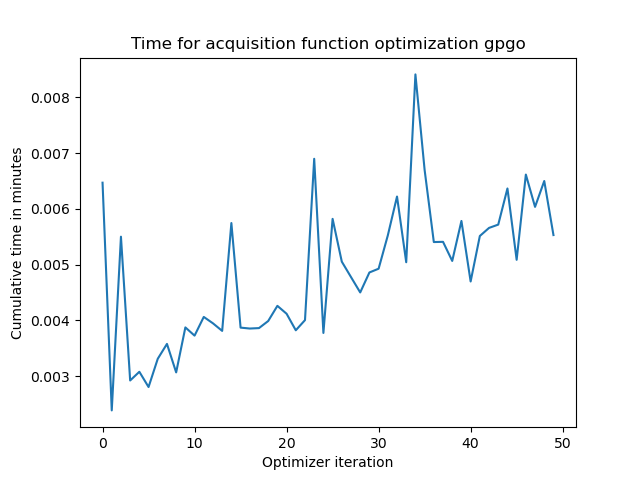 Time for acquisition function optimization gpgo
Cumulative time in minutes
0.008
0.007
0.006
0.005
0.004
0.003
0 10 20 30 40 50
Optimizer iteration